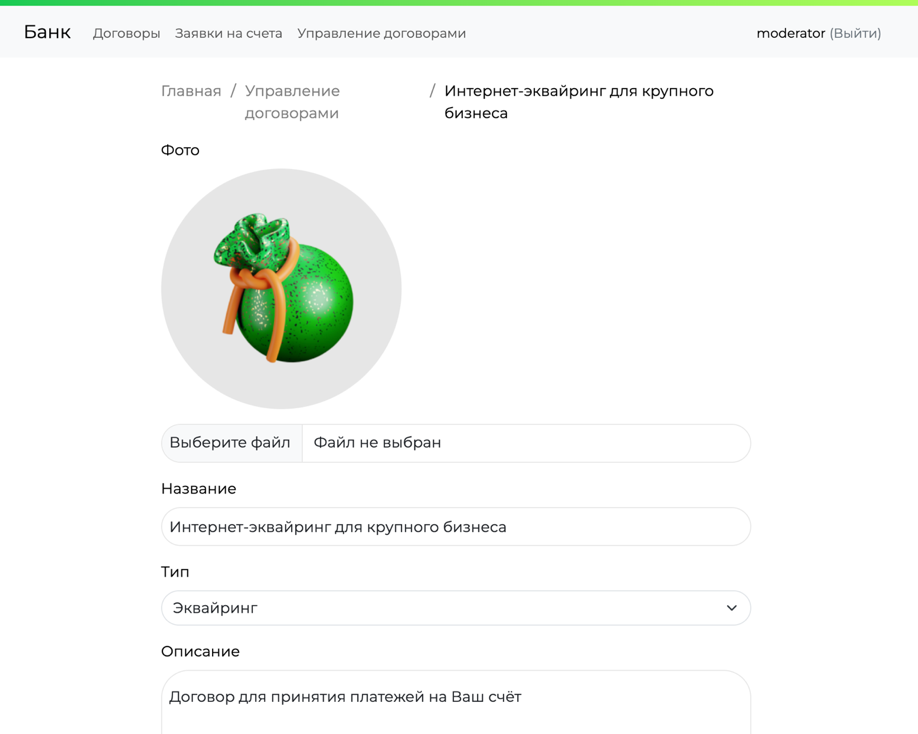 Банк Договоры Заявки на счета Управление договорами moderator (Выйти)
Главная / Управление договорами / Интернет-эквайринг для крупного бизнеса
Фото
Выберите файл Файл не выбран
Название
Интернет-эквайринг для крупного бизнеса
Тип
Эквайринг
Описание
Договор для принятия платежей на Ваш счёт